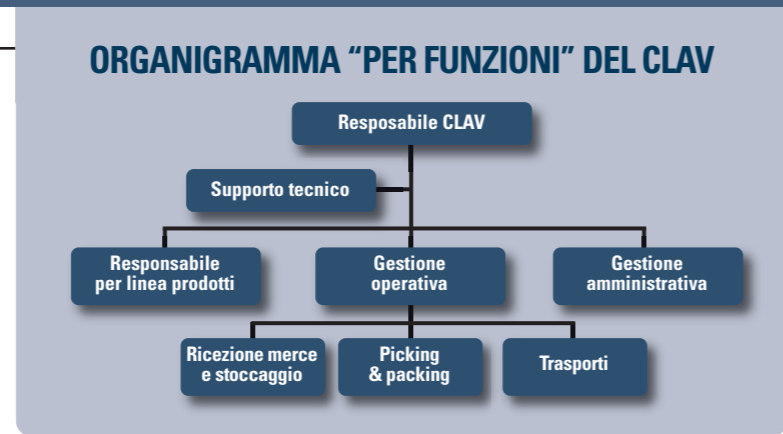 ORGANIGRAMMA “PER FUNZIONI” DEL CLAV
Resposabile CLAV
Supporto tecnico
Responsabile
per linea prodotti
Gestione
operativa
Gestione
amministrativa
Ricezione merce
e stoccaggio
Picking
& packing
Trasporti